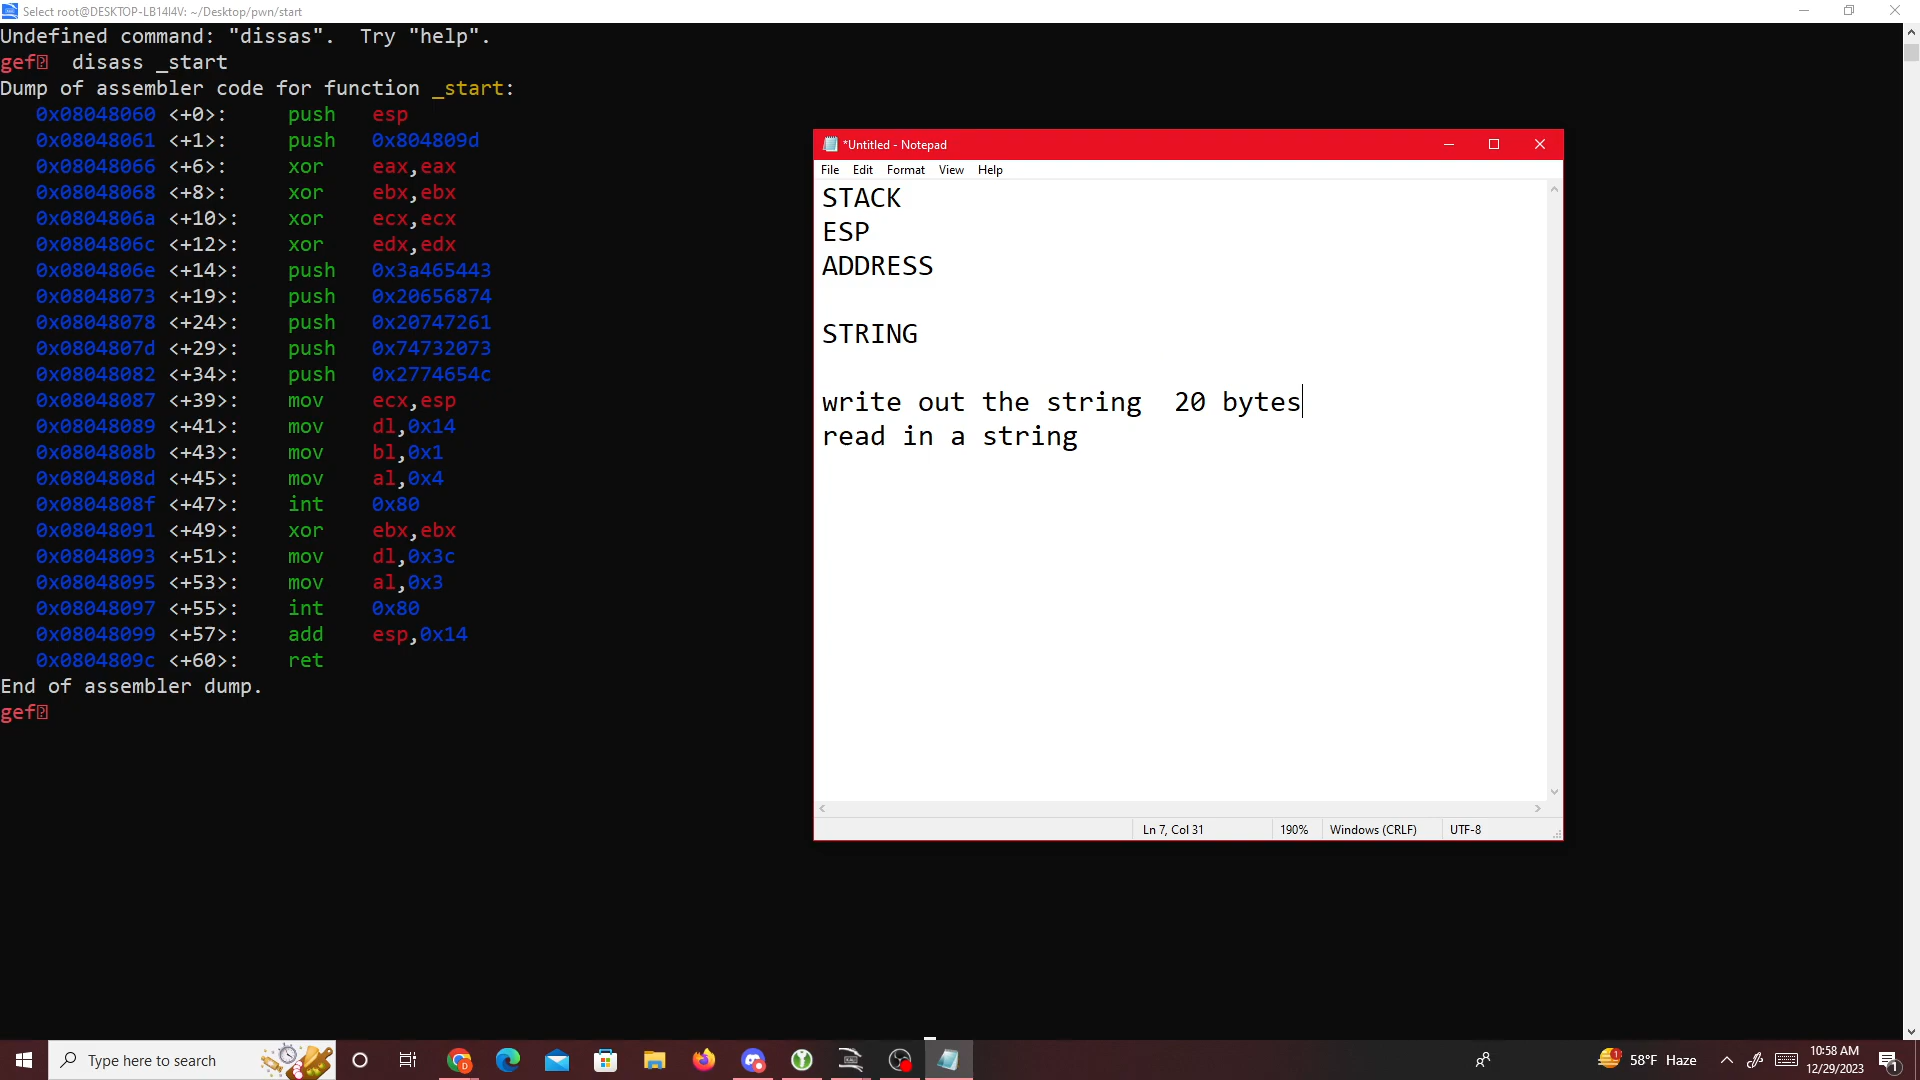 Select root@DESKTOP-LB14I4V: ~/Desktop/pwn/start
Undefined command: "dissas".  Try "help".
gef  disass _start
Dump of assembler code for function _start:
0x08048060 <+0>: push esp
0x08048061 <+1>: push 0x804809d
0x08048066 <+6>: xor eax,eax
0x08048068 <+8>: xor ebx,ebx
0x0804806a <+10>: xor ecx,ecx
0x0804806c <+12>: xor edx,edx
0x0804806e <+14>: push 0x3a465443
0x08048073 <+19>: push 0x20656874
0x08048078 <+24>: push 0x20747261
0x0804807d <+29>: push 0x74732073
0x08048082 <+34>: push 0x2774654c
0x08048087 <+39>: mov ecx,esp
0x08048089 <+41>: mov dl,0x14
0x0804808b <+43>: mov bl,0x1
0x0804808d <+45>: mov al,0x4
0x0804808f <+47>: int 0x80
0x08048091 <+49>: xor ebx,ebx
0x08048093 <+51>: mov dl,0x3c
0x08048095 <+53>: mov al,0x3
0x08048097 <+55>: int 0x80
0x08048099 <+57>: add esp,0x14
0x0804809c <+60>: ret
End of assembler dump.
gef
*Untitled - Notepad
File Edit Format View Help
STACK
ESP
ADDRESS
STRING
write out the string  20 bytes
read in a string
Ln 7, Col 31 190% Windows (CRLF) UTF-8
Type here to search
58°F Haze
10:58 AM
12/29/2023